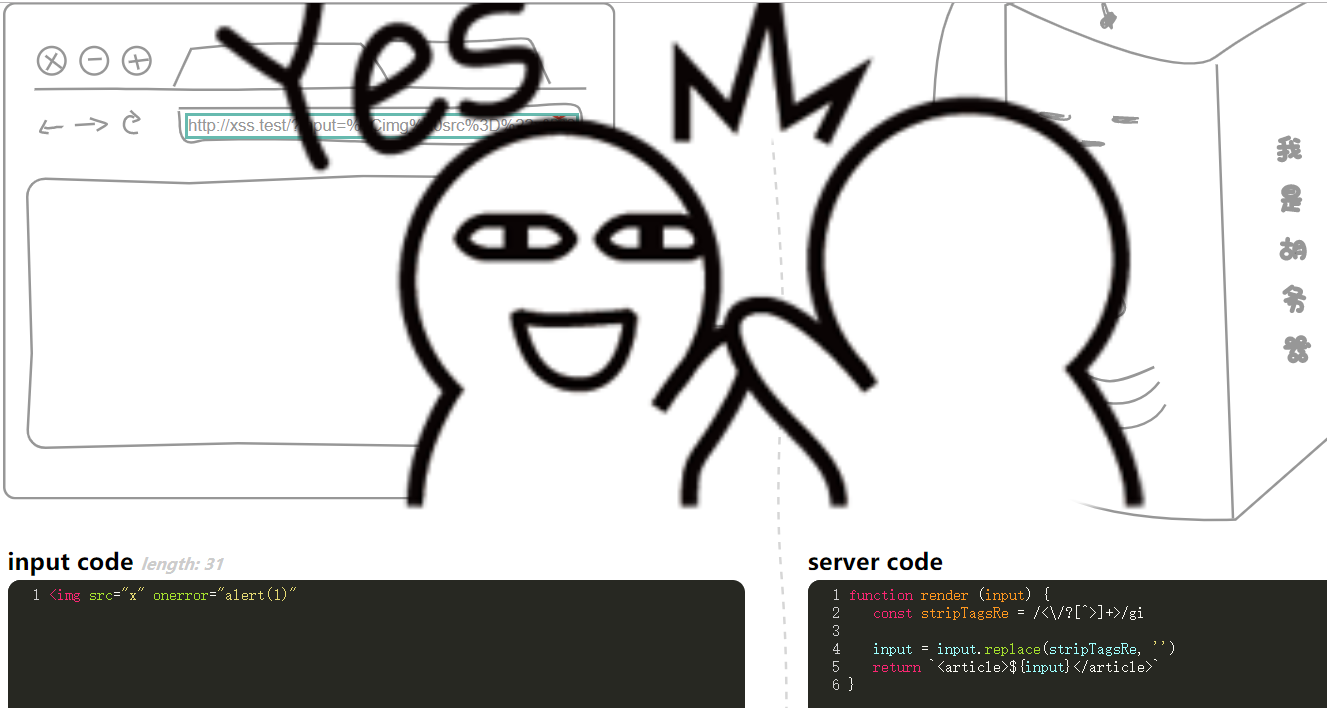 Yes
http://xss.test/?input=%3Cimg%20src%3D%22
我
是
胡
务
器
input code length: 31
server code
1 <img src="x" onerror="alert(1)"
1 function render (input) {
2 const stripTagsRe = /<\/?[^>]+>/gi
3
4 input = input.replace(stripTagsRe, '')
5 return `<article>${input}</article>`
6 }